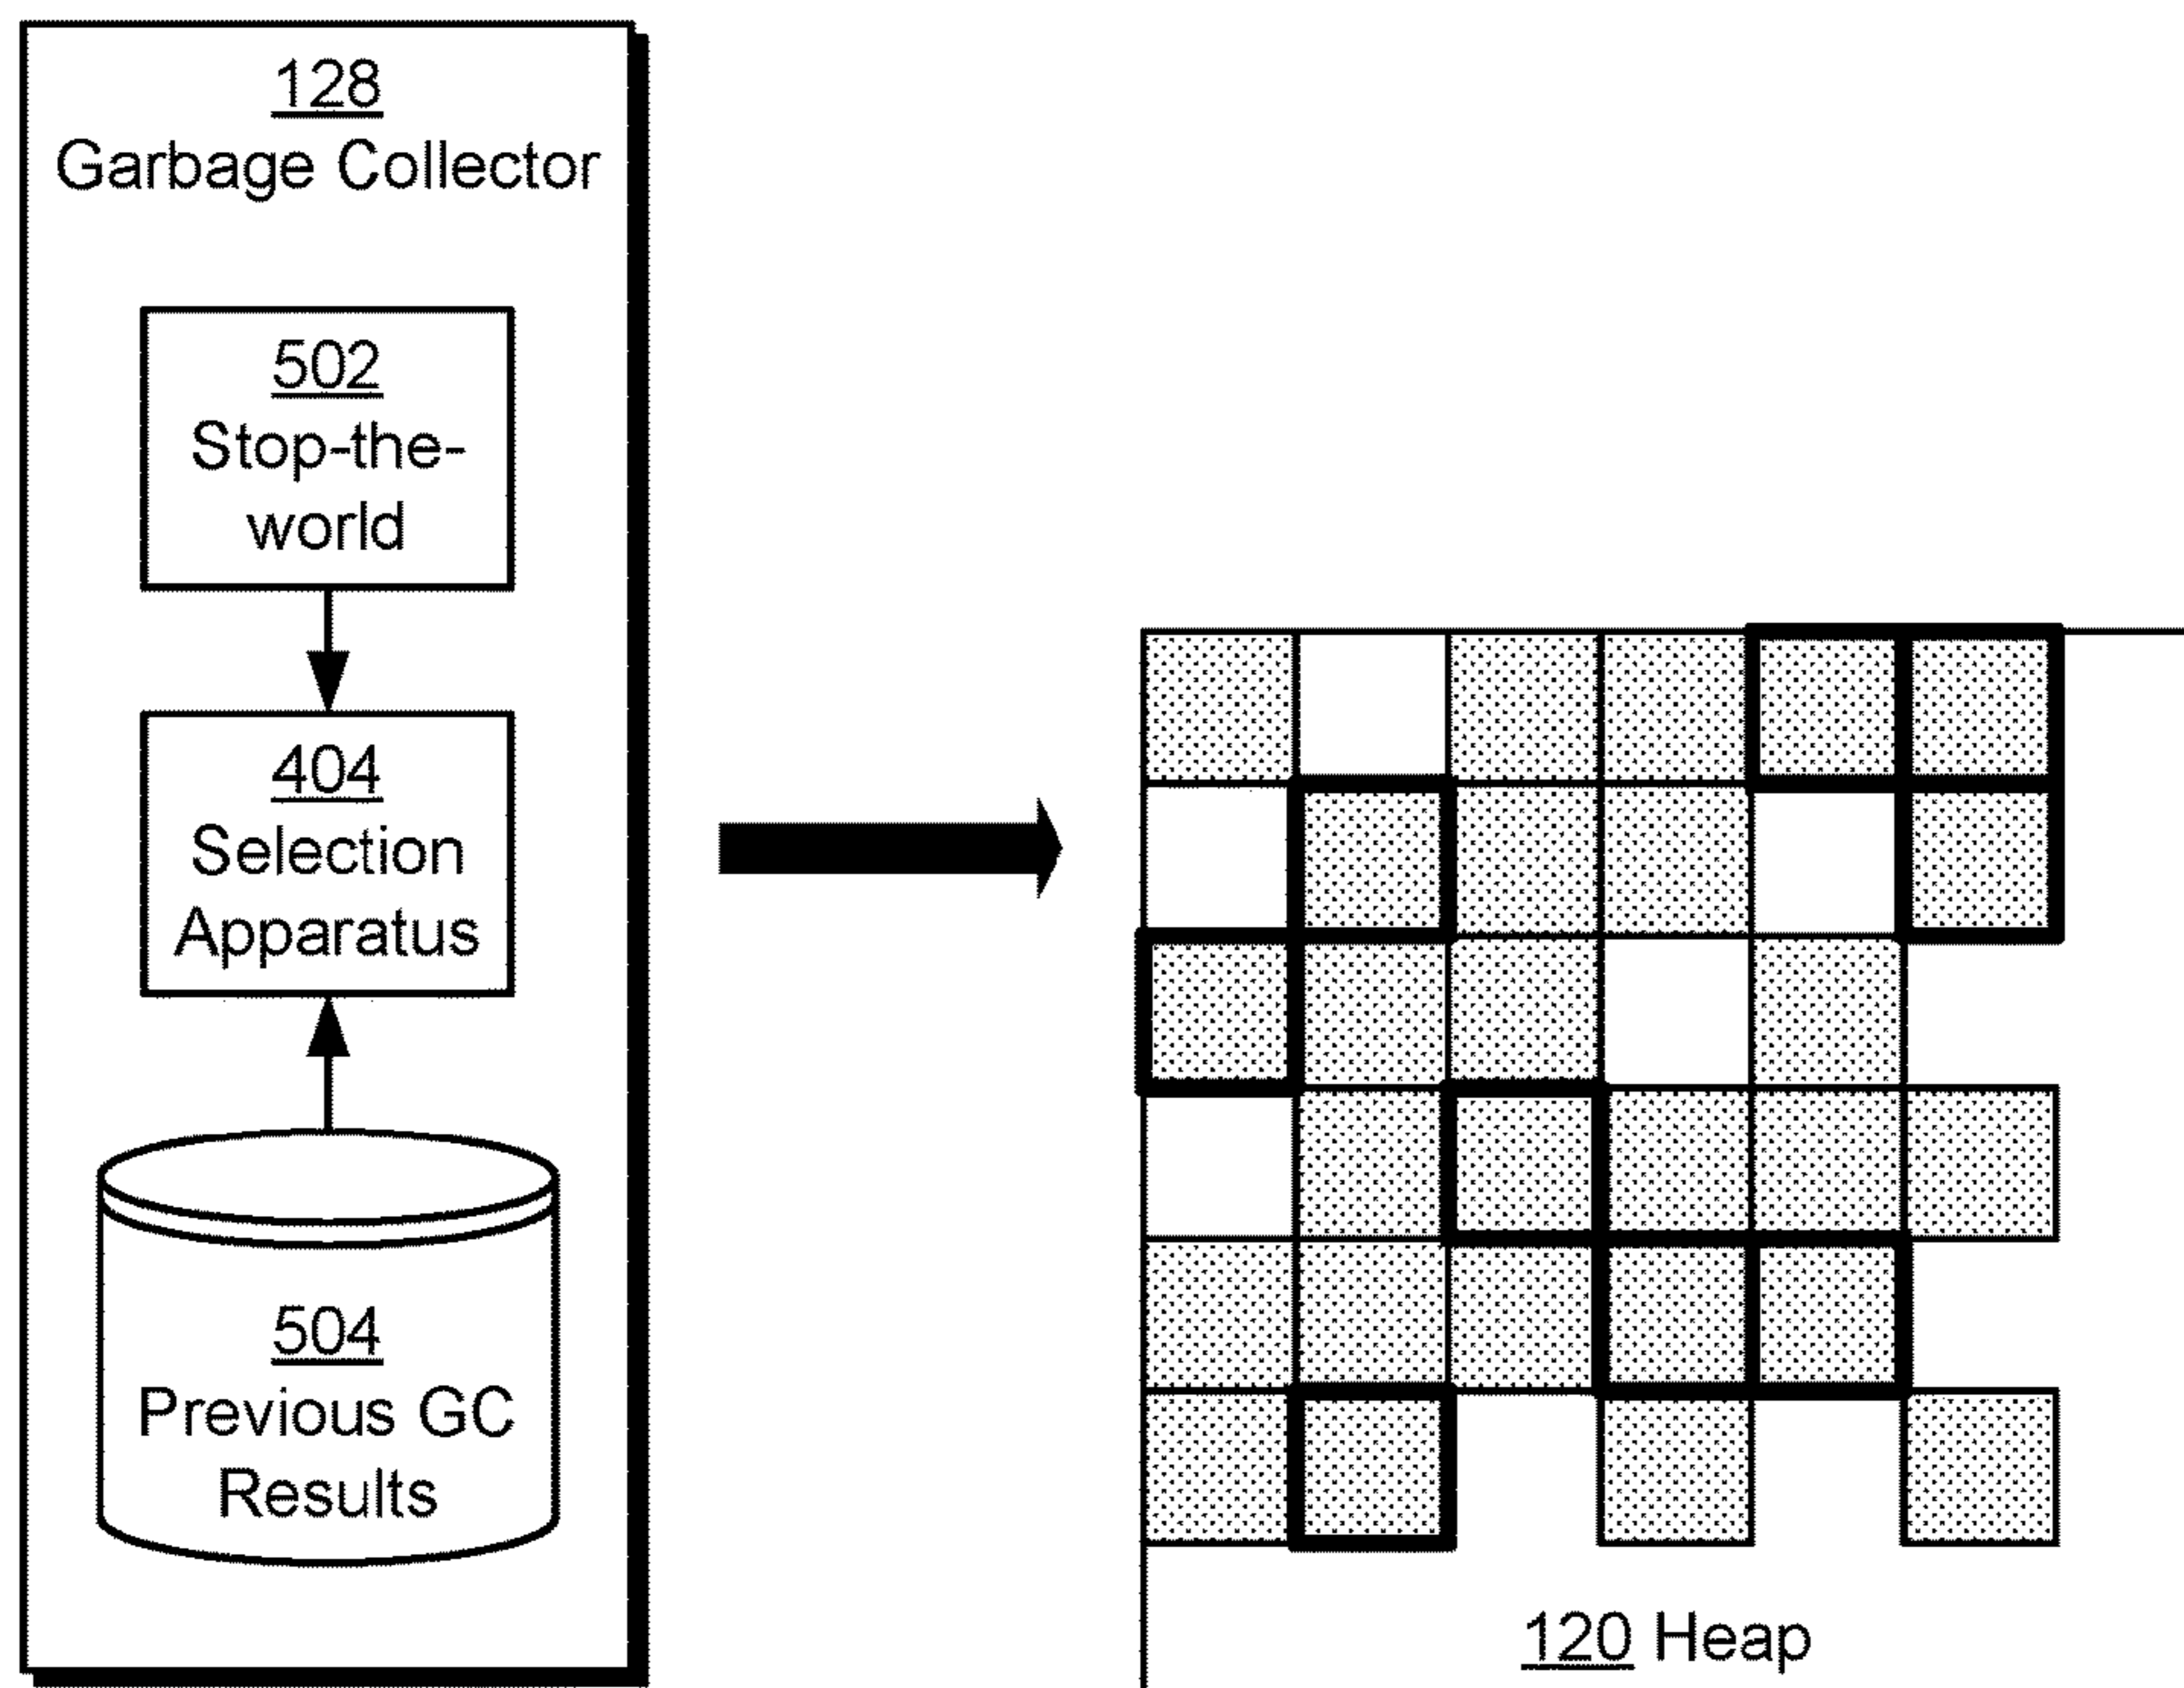 128
Garbage Collector
502
Stop-the-
world
404
Selection
Apparatus
504
Previous GC
Results
120 Heap